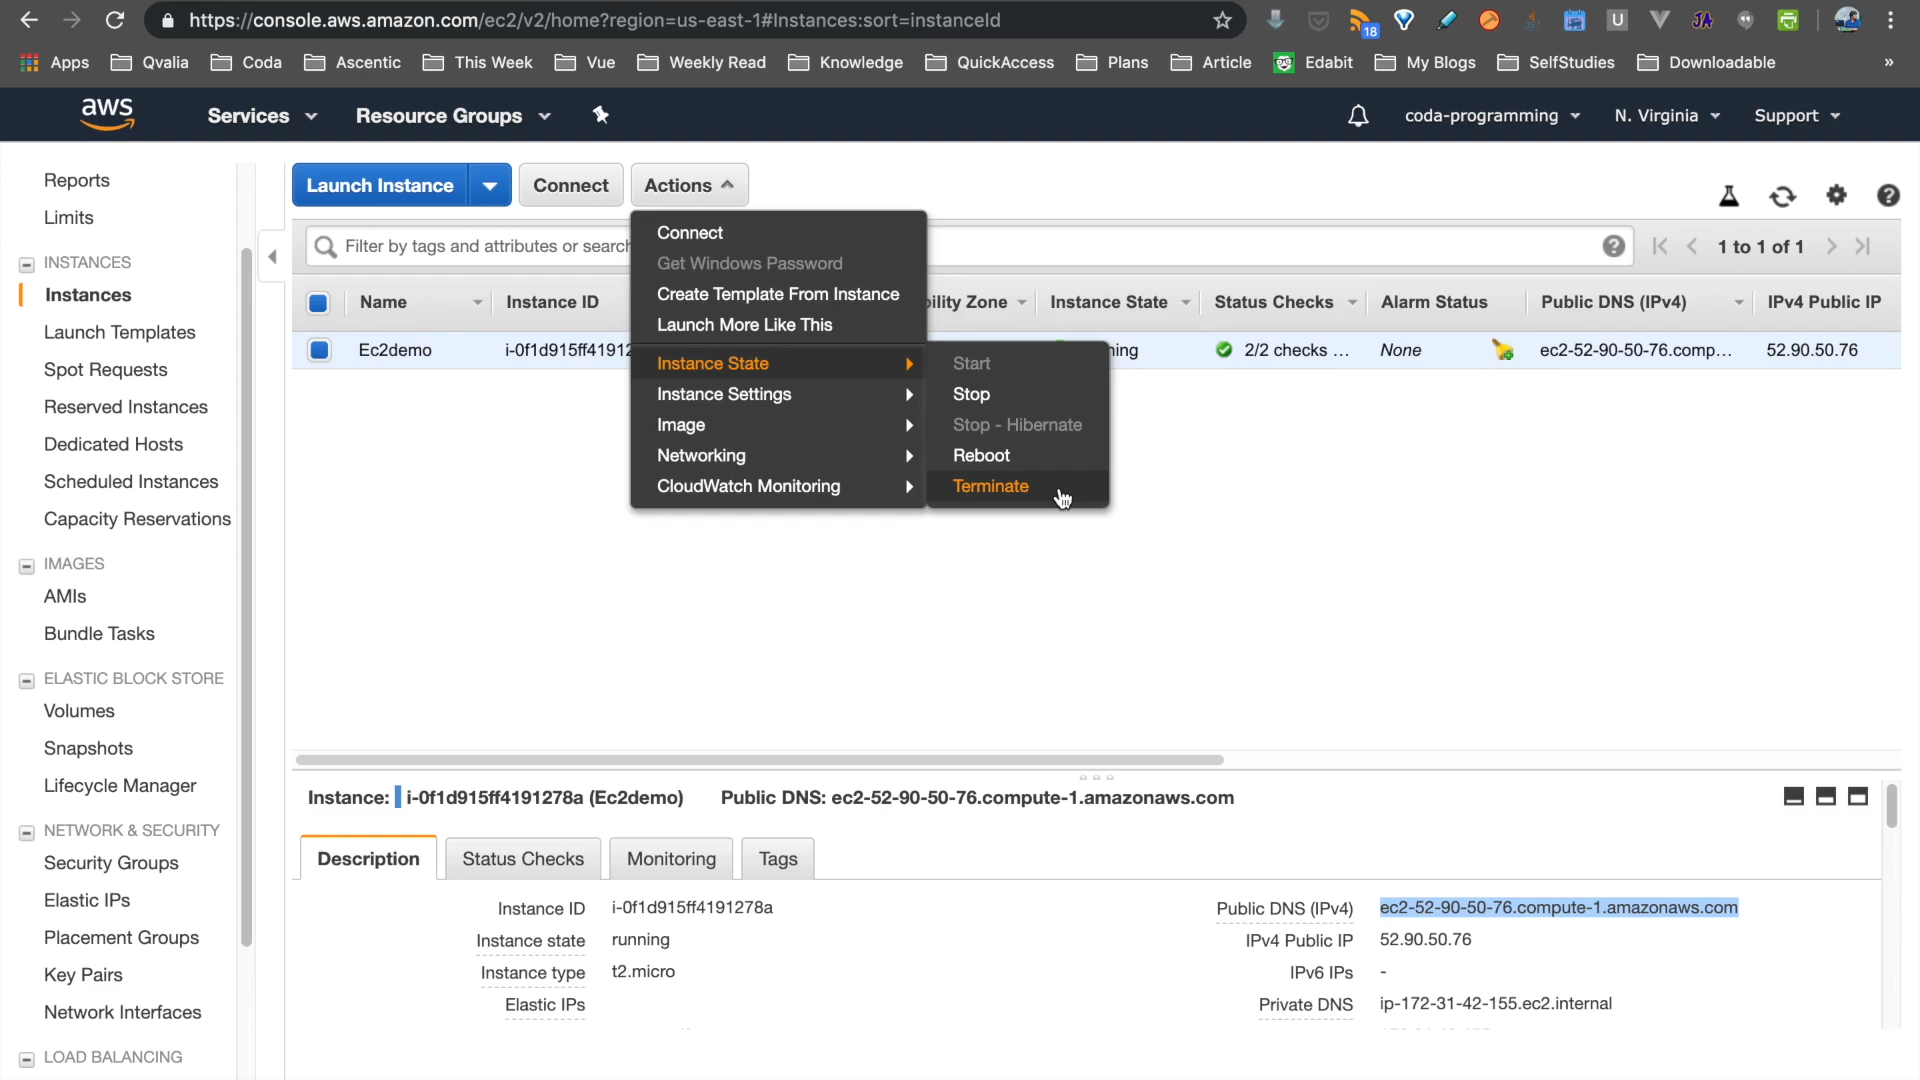 https://console.aws.amazon.com/ec2/v2/home?region=us-east-1#Instances:sort=instanceId
18
U
JA
Apps Qvalia Coda Ascentic This Week Vue Weekly Read Knowledge QuickAccess Plans Article Edabit My Blogs SelfStudies Downloadable »
aws Services Resource Groups coda-programming N. Virginia Support
Reports
Limits
INSTANCES
Instances
Launch Templates
Spot Requests
Reserved Instances
Dedicated Hosts
Scheduled Instances
Capacity Reservations
IMAGES
AMIs
Bundle Tasks
ELASTIC BLOCK STORE
Volumes
Snapshots
Lifecycle Manager
NETWORK & SECURITY
Security Groups
Elastic IPs
Placement Groups
Key Pairs
Network Interfaces
LOAD BALANCING
Launch Instance Connect Actions
Filter by tags and attributes or search 1 to 1 of 1
Name Instance ID bility Zone Instance State Status Checks Alarm Status Public DNS (IPv4) IPv4 Public IP
Ec2demo i-0f1d915ff41912 ning 2/2 checks ... None ec2-52-90-50-76.comp... 52.90.50.76
Connect
Get Windows Password
Create Template From Instance
Launch More Like This
Instance State
Instance Settings
Image
Networking
CloudWatch Monitoring
Start
Stop
Stop - Hibernate
Reboot
Terminate
Instance: i-0f1d915ff4191278a (Ec2demo) Public DNS: ec2-52-90-50-76.compute-1.amazonaws.com
Description Status Checks Monitoring Tags
Instance ID i-0f1d915ff4191278a
Instance state running
Instance type t2.micro
Elastic IPs
Public DNS (IPv4) ec2-52-90-50-76.compute-1.amazonaws.com
IPv4 Public IP 52.90.50.76
IPv6 IPs -
Private DNS ip-172-31-42-155.ec2.internal